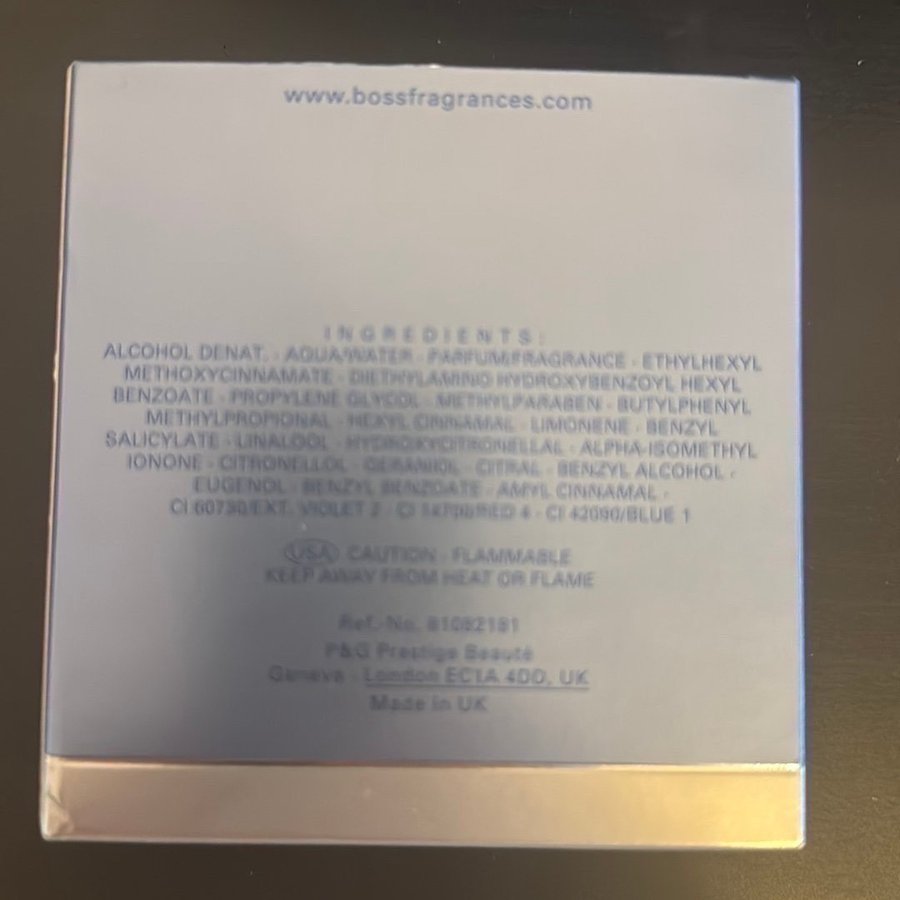 www.bossfragrances.com
INGREDIENTS:
ALCOHOL DENAT. · AQUA/WATER · PARFUM/FRAGRANCE · ETHYLHEXYL
METHOXYCINNAMATE · DIETHYLAMINO HYDROXYBENZOYL HEXYL
BENZOATE · PROPYLENE GLYCOL · METHYLPARABEN · BUTYLPHENYL
METHYLPROPIONAL · HEXYL CINNAMAL · LIMONENE · BENZYL
SALICYLATE · LINALOOL · HYDROXYCITRONELLAL · ALPHA-ISOMETHYL
IONONE · CITRONELLOL · GERANIOL · CITRAL · BENZYL ALCOHOL ·
EUGENOL · BENZYL BENZOATE · AMYL CINNAMAL ·
CI 60730/EXT. VIOLET 2 · CI 14700/RED 4 · CI 42090/BLUE 1
USA CAUTION · FLAMMABLE
KEEP AWAY FROM HEAT OR FLAME
Ref.-No. 81082181
P&G Prestige Beauté
Geneva · London EC1A 4DD, UK
Made in UK